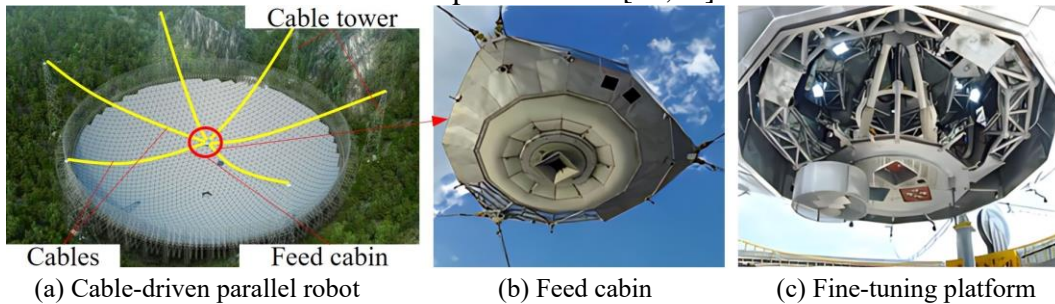 Cable tower
Cables
Feed cabin
(a) Cable-driven parallel robot
(b) Feed cabin
(c) Fine-tuning platform